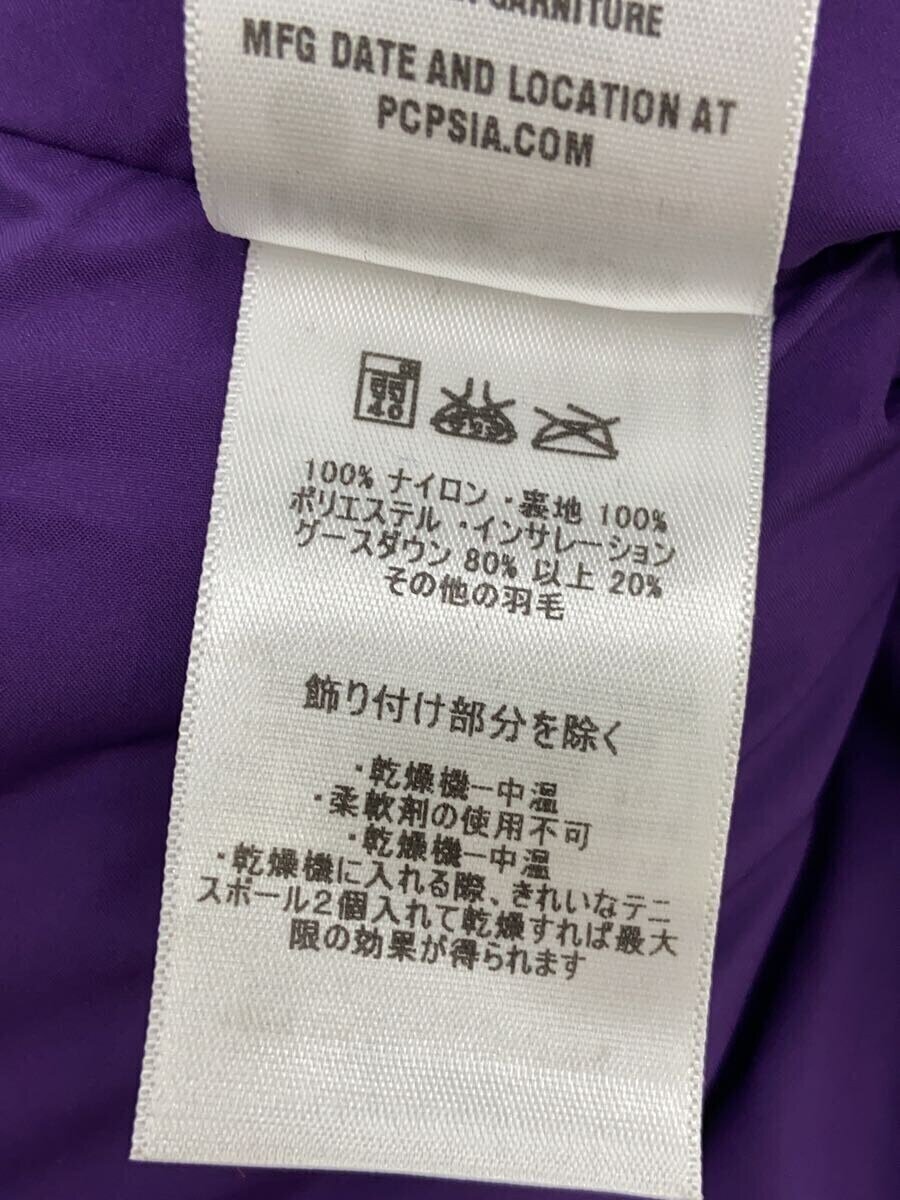 GARNITURE
MFG DATE AND LOCATION AT
PCPSIA.COM
40
100% ナイロン ・裏地 100%
ポリエステル ・インサレーション
グースダウン 80% 以上 20%
その他の羽毛
飾り付け部分を除く
・乾燥機一中温
・柔軟剤の使用不可
・乾燥機一中温
・乾燥機に入れる際、きれいなテニ
スボール2個入れて乾燥すれば最大
限の効果が得られます